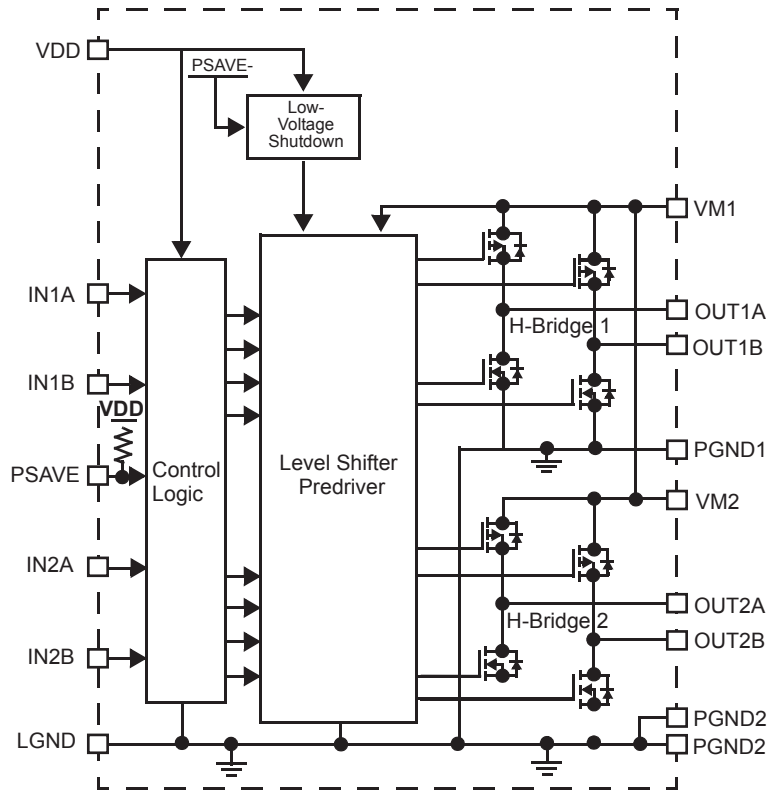 VDD
PSAVE-
Low-
Voltage
Shutdown
VM1
IN1A
OUT1A
H-Bridge 1
OUT1B
IN1B
VDD
PGND1
PSAVE
Control
Logic
Level Shifter
Predriver
VM2
IN2A
OUT2A
H-Bridge 2
OUT2B
IN2B
PGND2
LGND
PGND2